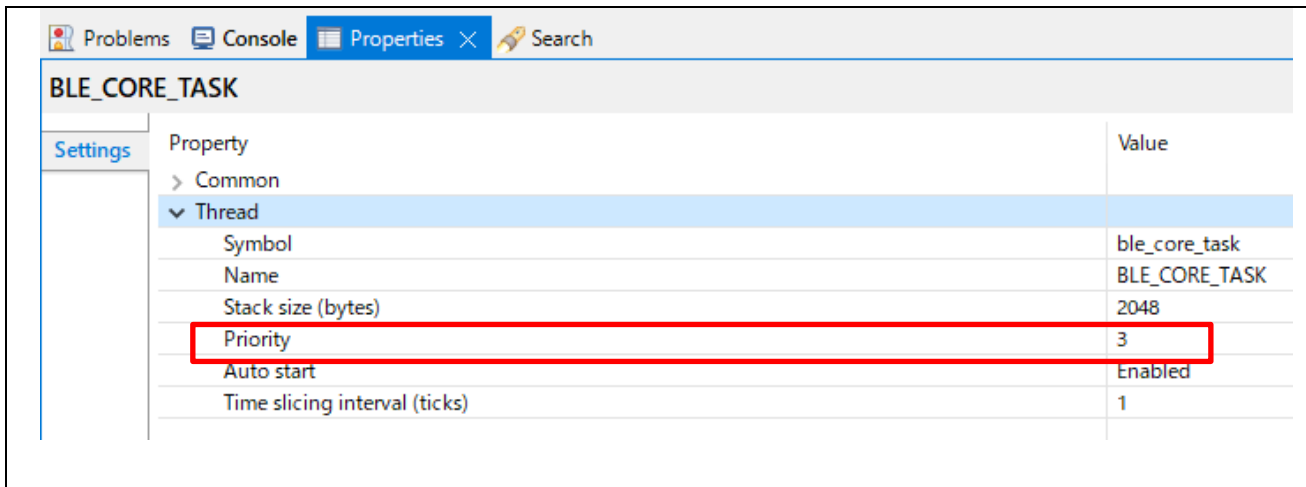 Problems Console Properties Search
BLE_CORE_TASK
Settings Property Value
Common
Thread
Symbol ble_core_task
Name BLE_CORE_TASK
Stack size (bytes) 2048
Priority 3
Auto start Enabled
Time slicing interval (ticks) 1